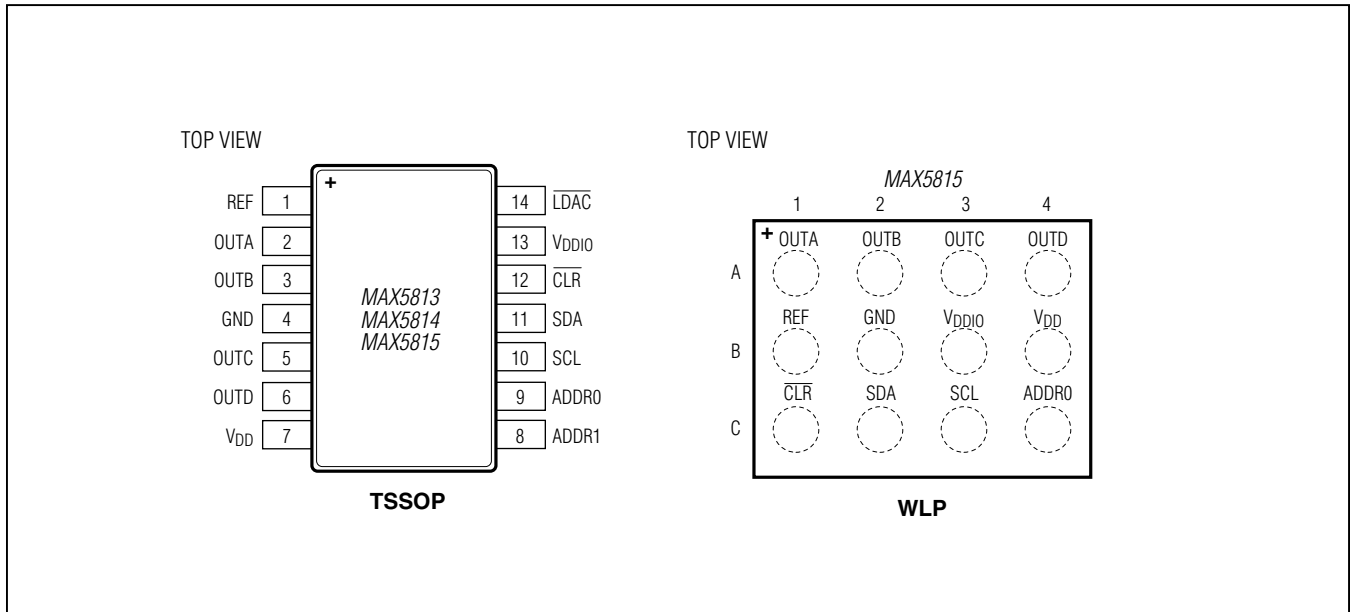 TOP VIEW
+
REF 1
OUTA 2
OUTB 3
GND 4
OUTC 5
OUTD 6
VDD 7
MAX5813
MAX5814
MAX5815
14 LDAC
13 VDDIO
12 CLR
11 SDA
10 SCL
9 ADDR0
8 ADDR1
TSSOP
TOP VIEW
MAX5815
1 2 3 4
+ OUTA OUTB OUTC OUTD
A
REF GND VDDIO VDD
B
CLR SDA SCL ADDR0
C
WLP